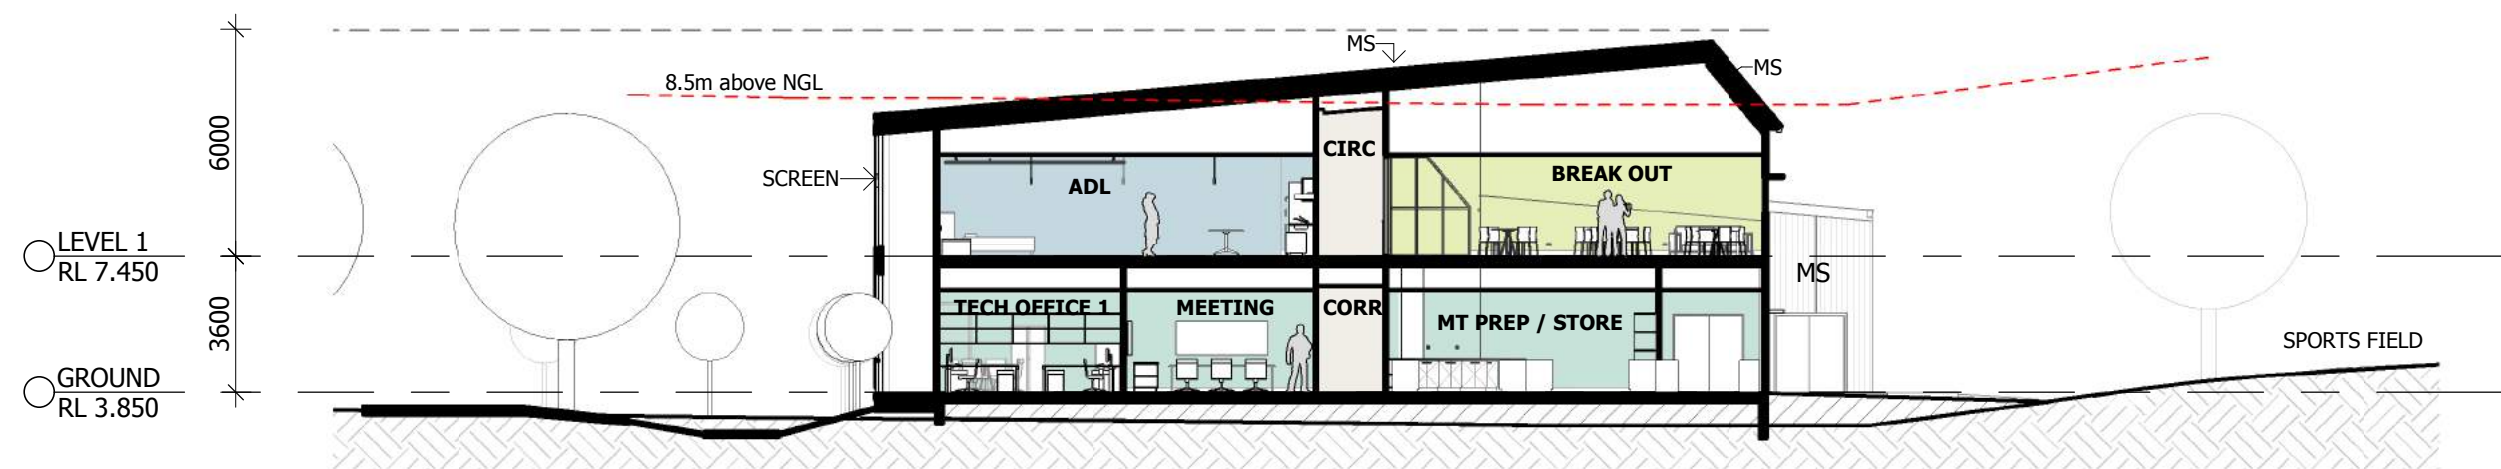 MS
MS
8.5m above NGL
6000
CIRC
SCREEN
ADL
BREAK OUT
LEVEL 1
RL 7.450
MS
3600
TECH OFFICE 1
MEETING
CORR
MT PREP / STORE
SPORTS FIELD
GROUND
RL 3.850